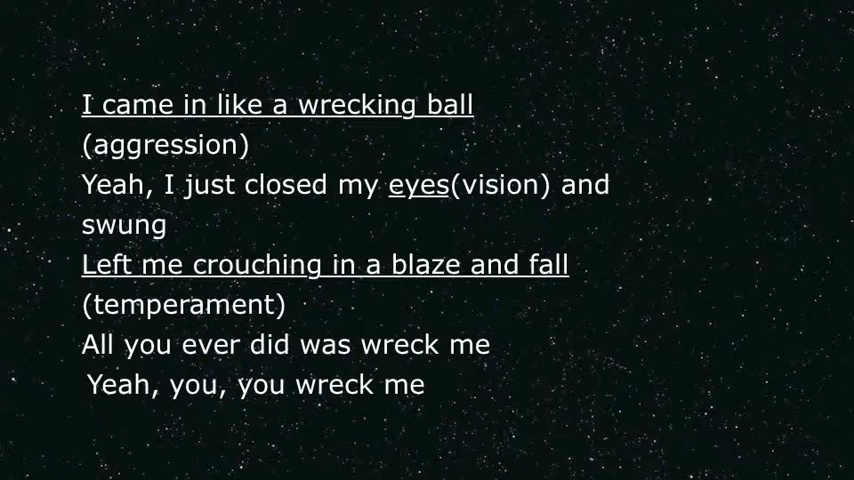 I came in like a wrecking ball
(aggression)
Yeah, I just closed my eyes(vision) and
swung
Left me crouching in a blaze and fall
(temperament)
All you ever did was wreck me
Yeah, you, you wreck me